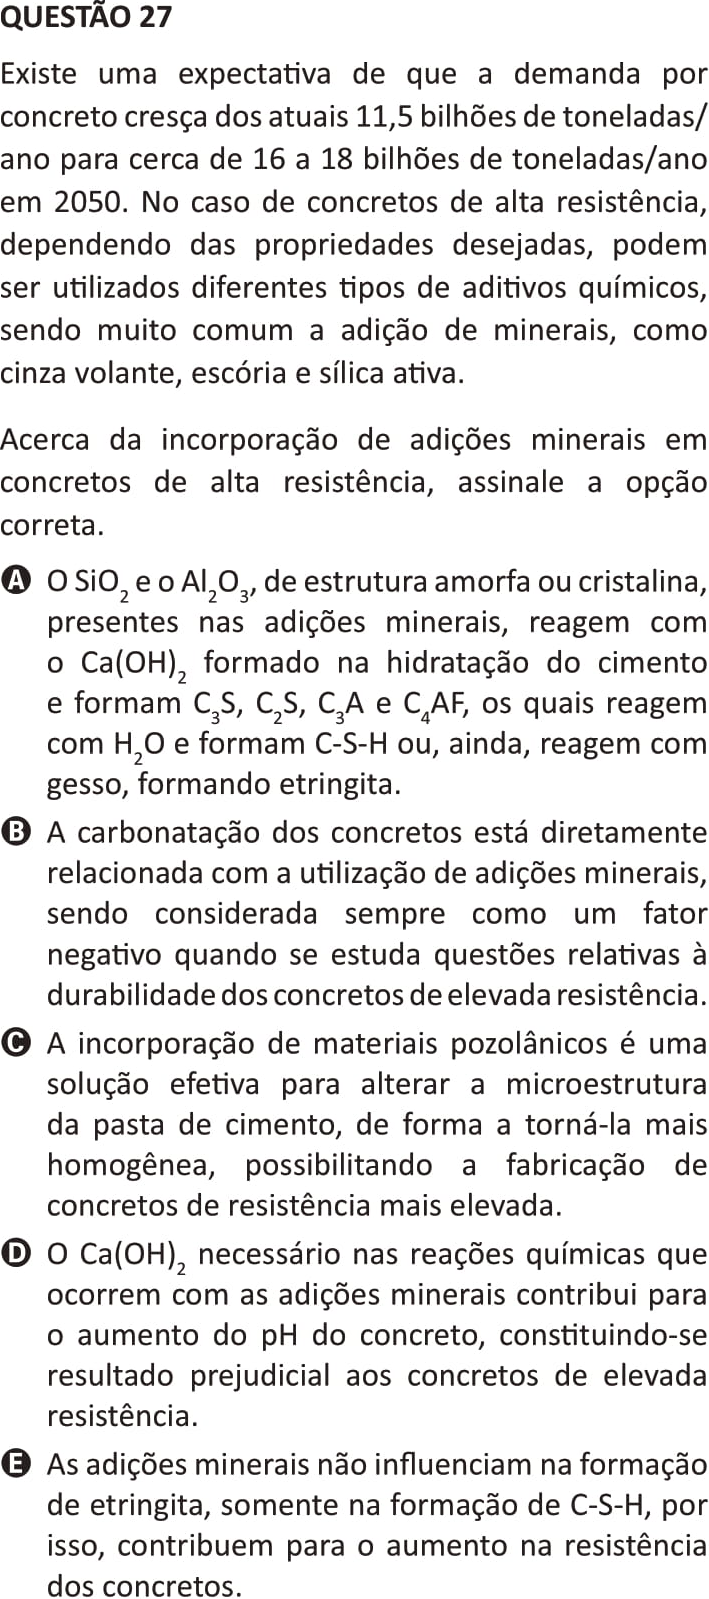 QUESTÃO 27
Existe uma expectativa de que a demanda por
concreto cresça dos atuais 11,5 bilhões de toneladas/
ano para cerca de 16 a 18 bilhões de toneladas/ano
em 2050. No caso de concretos de alta resistência,
dependendo das propriedades desejadas, podem
ser utilizados diferentes tipos de aditivos químicos,
sendo muito comum a adição de minerais, como
cinza volante, escória e sílica ativa.
Acerca da incorporação de adições minerais em
concretos de alta resistência, assinale a opção
correta.
A O SiO₂ e o Al₂O₃, de estrutura amorfa ou cristalina,
presentes nas adições minerais, reagem com
o Ca(OH)₂ formado na hidratação do cimento
e formam C₃S, C₂S, C₃A e C₄AF, os quais reagem
com H₂O e formam C-S-H ou, ainda, reagem com
gesso, formando etringita.
B A carbonatação dos concretos está diretamente
relacionada com a utilização de adições minerais,
sendo considerada sempre como um fator
negativo quando se estuda questões relativas à
durabilidade dos concretos de elevada resistência.
C A incorporação de materiais pozolânicos é uma
solução efetiva para alterar a microestrutura
da pasta de cimento, de forma a torná-la mais
homogênea, possibilitando a fabricação de
concretos de resistência mais elevada.
D O Ca(OH)₂ necessário nas reações químicas que
ocorrem com as adições minerais contribui para
o aumento do pH do concreto, constituindo-se
resultado prejudicial aos concretos de elevada
resistência.
E As adições minerais não influenciam na formação
de etringita, somente na formação de C-S-H, por
isso, contribuem para o aumento na resistência
dos concretos.